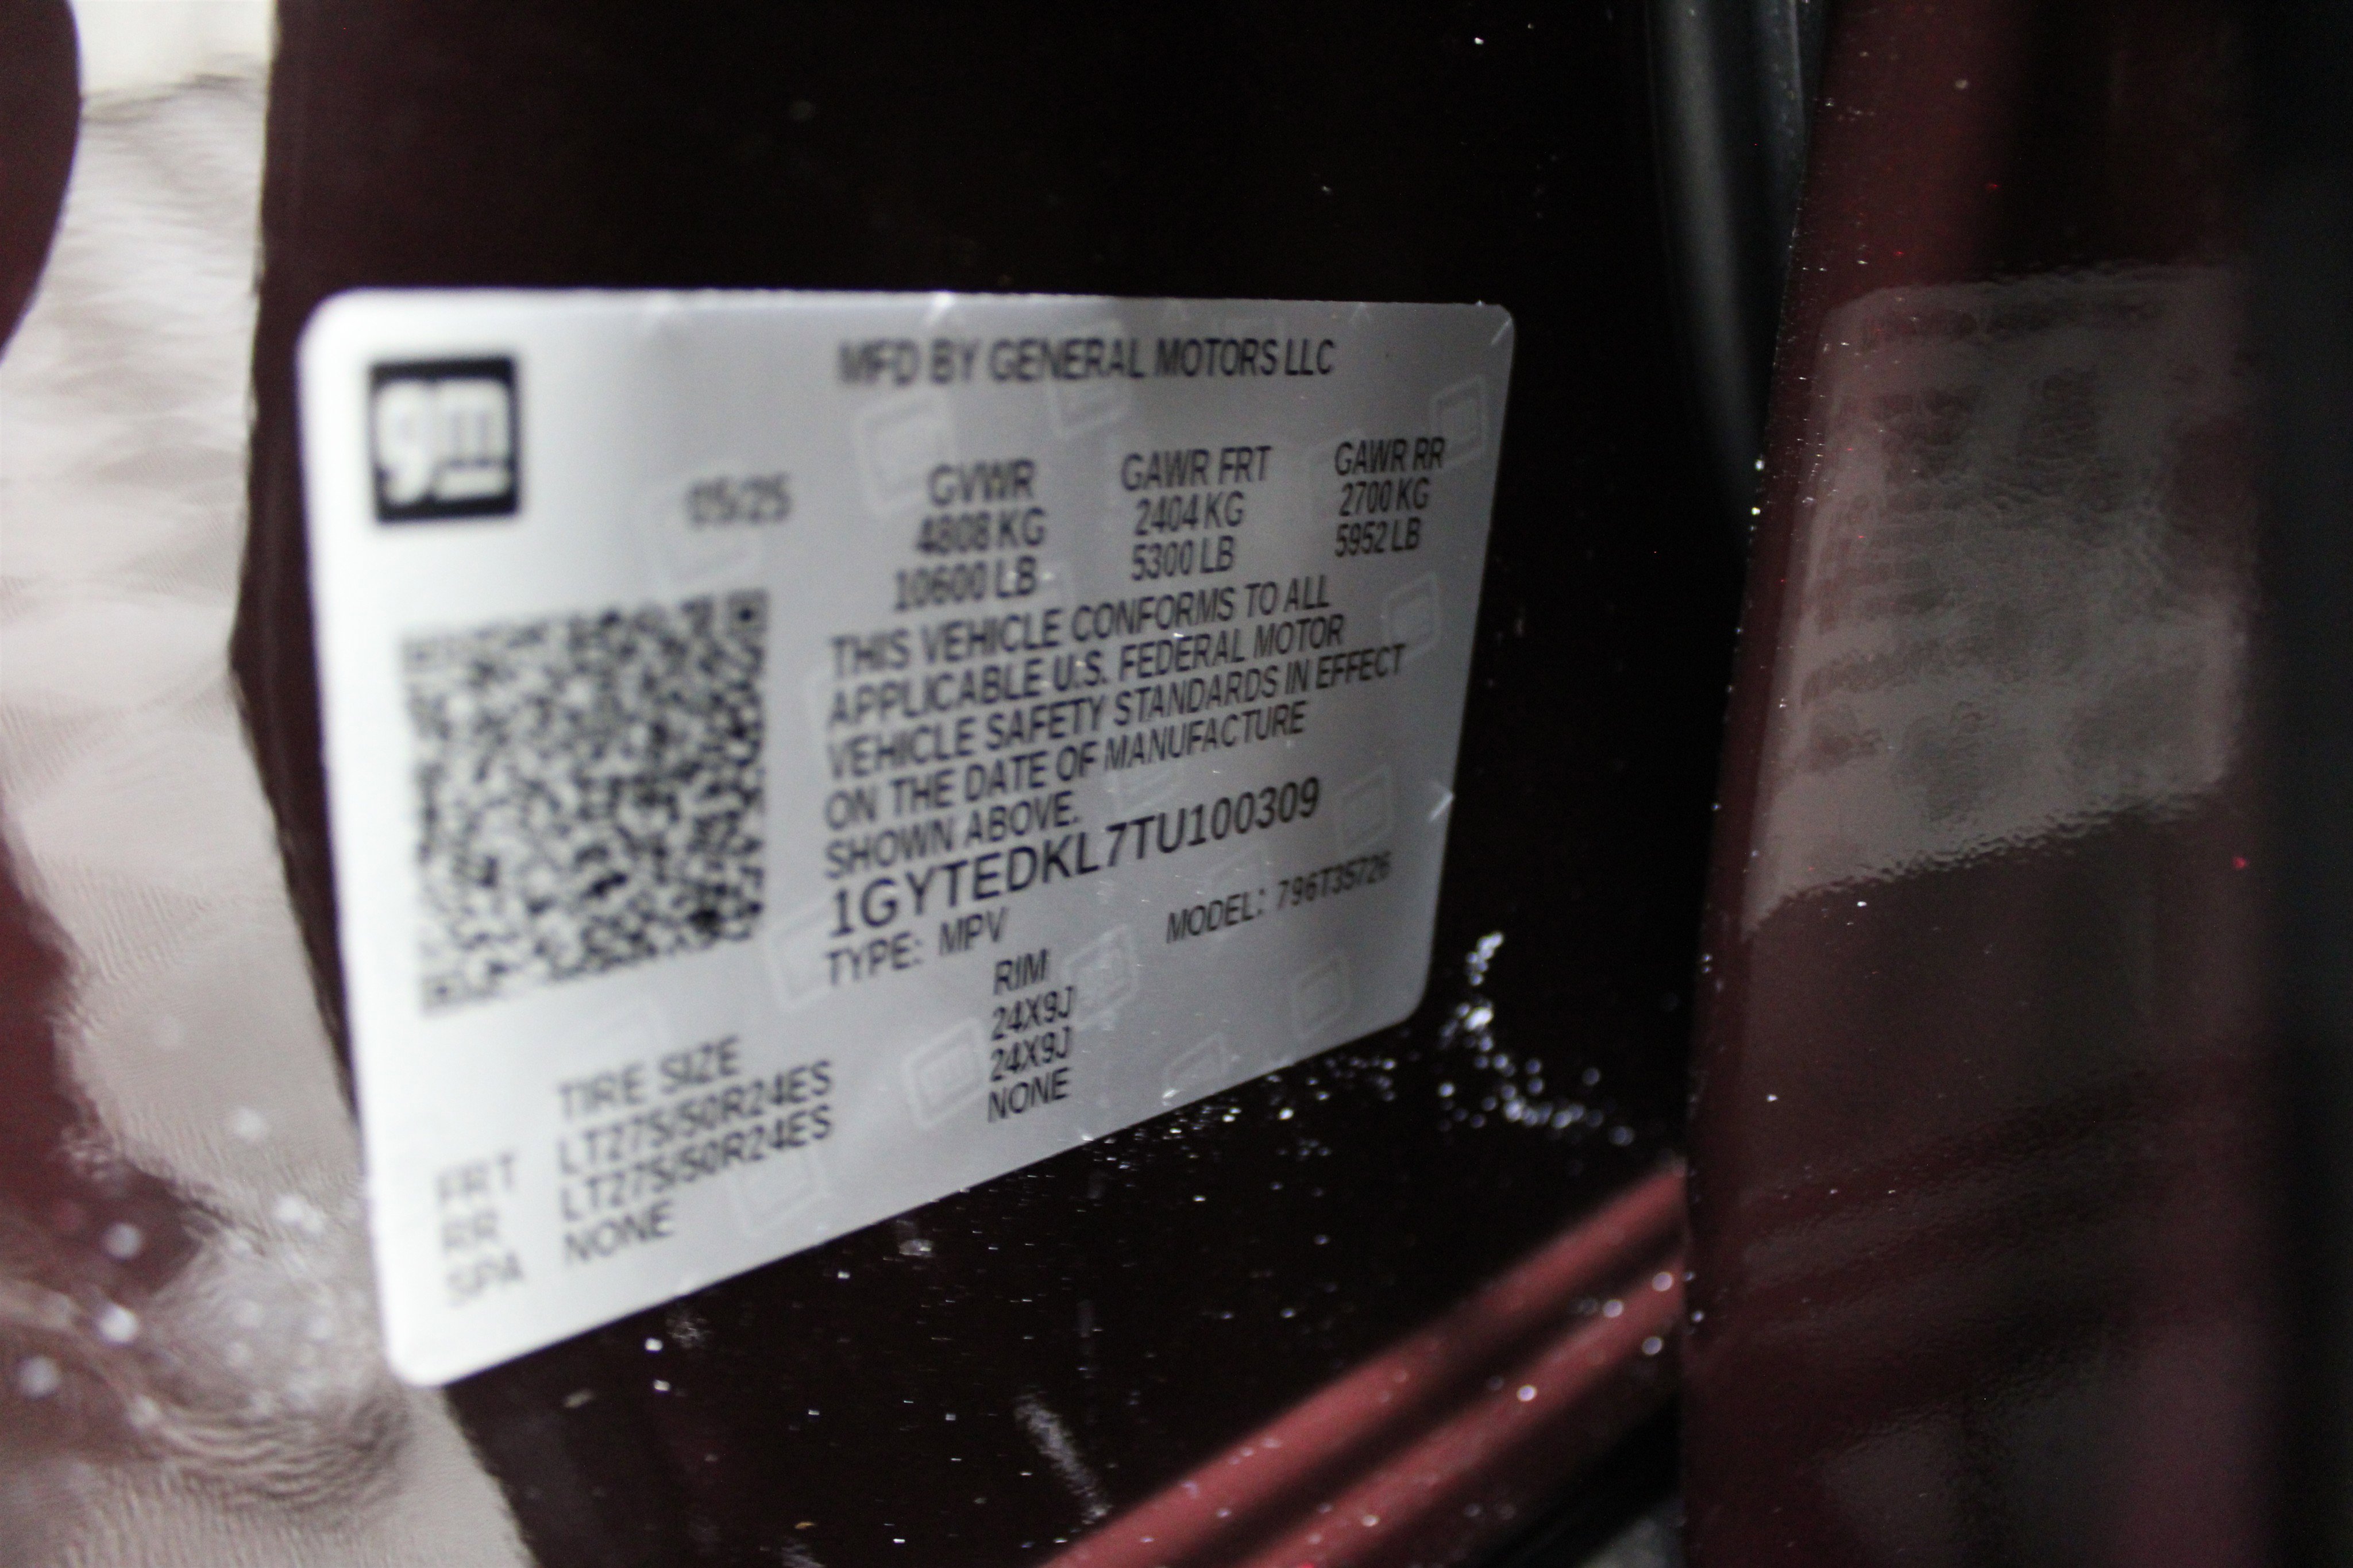 gm
MFD BY GENERAL MOTORS LLC
05/25
GVWR GAWR FRT GAWR RR
4808 KG 2404 KG 2700 KG
10600 LB 5300 LB 5952 LB
THIS VEHICLE CONFORMS TO ALL
APPLICABLE U.S. FEDERAL MOTOR
VEHICLE SAFETY STANDARDS IN EFFECT
ON THE DATE OF MANUFACTURE
SHOWN ABOVE.
1GYTEDKL7TU100309
TYPE: MPV MODEL: 796T35726
TIRE SIZE RIM
FRT LT275/50R24ES 24X9J
RR LT275/50R24ES 24X9J
SPA NONE NONE